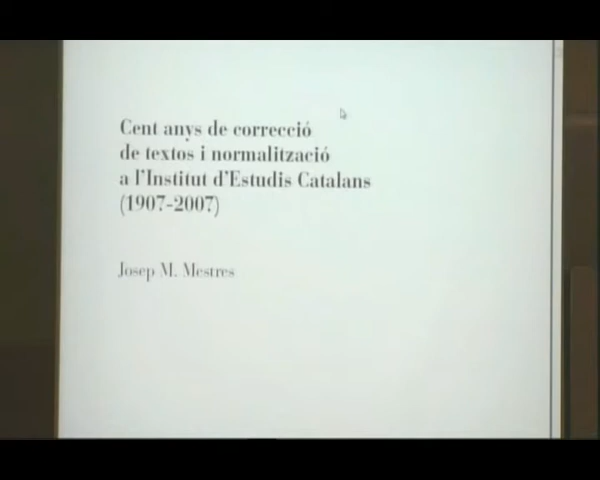 Cent anys de correcció
de textos i normalització
a l'Institut d'Estudis Catalans
(1907-2007)
Josep M. Mestres